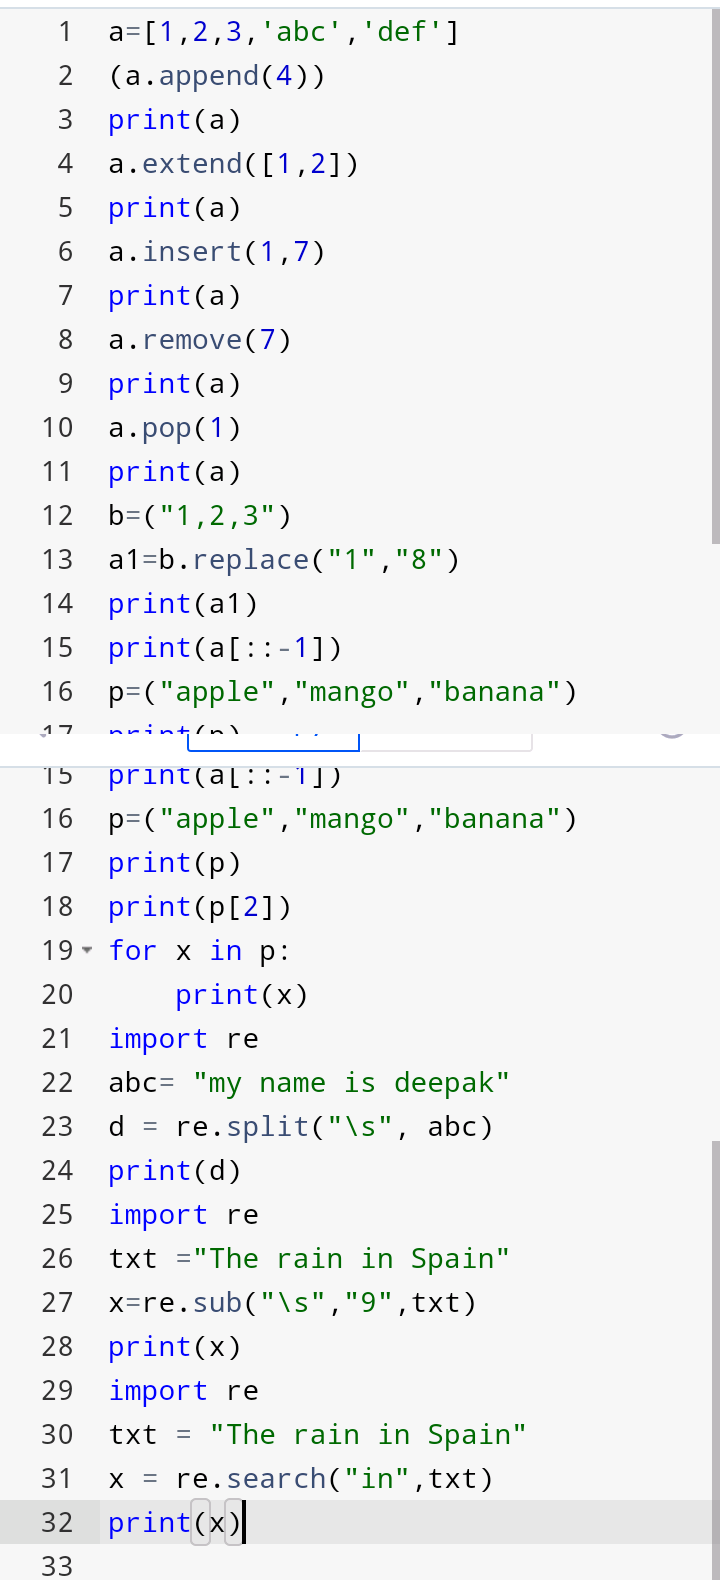 1 a=[1,2,3,'abc','def']
2 (a.append(4))
3 print(a)
4 a.extend([1,2])
5 print(a)
6 a.insert(1,7)
7 print(a)
8 a.remove(7)
9 print(a)
10 a.pop(1)
11 print(a)
12 b=("1,2,3")
13 a1=b.replace("1","8")
14 print(a1)
15 print(a[::-1])
16 p=("apple","mango","banana")
17 print(p)
15 print(a[::-1])
16 p=("apple","mango","banana")
17 print(p)
18 print(p[2])
19 for x in p:
20     print(x)
21 import re
22 abc= "my name is deepak"
23 d = re.split("\s", abc)
24 print(d)
25 import re
26 txt ="The rain in Spain"
27 x=re.sub("\s","9",txt)
28 print(x)
29 import re
30 txt = "The rain in Spain"
31 x = re.search("in",txt)
32 print(x)
33